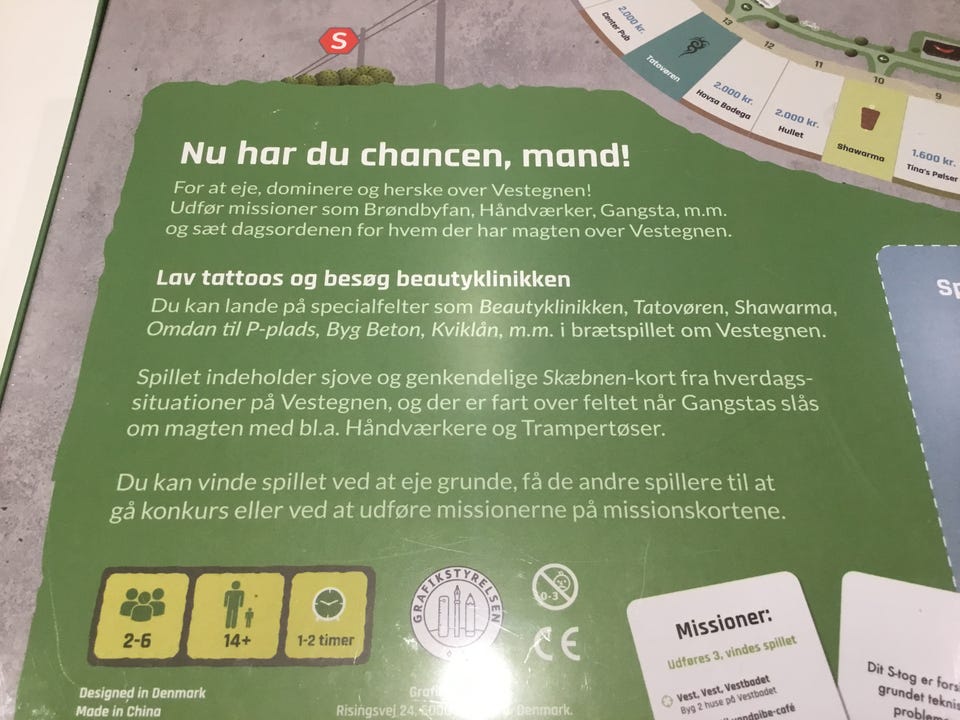 S
2.000 kr.
Center Pub
13
Tatovøren
12
2.000 kr.
Hovsa Bodega
11
2.000 kr.
Hullet
10
Shawarma
9
1.600 kr.
Tina's Pølser
Nu har du chancen, mand!
For at eje, dominere og herske over Vestegnen!
Udfør missioner som Brøndbyfan, Håndværker, Gangsta, m.m.
og sæt dagsordenen for hvem der har magten over Vestegnen.
Lav tattoos og besøg beautyklinikken
Du kan lande på specialfelter som Beautyklinikken, Tatovøren, Shawarma,
Omdan til P-plads, Byg Beton, Kviklån, m.m. i brætspillet om Vestegnen.
Spillet indeholder sjove og genkendelige Skæbnen-kort fra hverdags-
situationer på Vestegnen, og der er fart over feltet når Gangstas slås
om magten med bl.a. Håndværkere og Trampertøser.
Du kan vinde spillet ved at eje grunde, få de andre spillere til at
gå konkurs eller ved at udføre missionerne på missionskortene.
2-6
14+
1-2 timer
GRAFIKSTYRELSEN
0-3
CE
Designed in Denmark
Made in China
Risingsvej 24, Denmark.
Missioner:
Udføres 3, vindes spillet
Vest, Vest, Vestbadet
Byg 2 huse på Vestbadet
Dit S-tog er
grundet